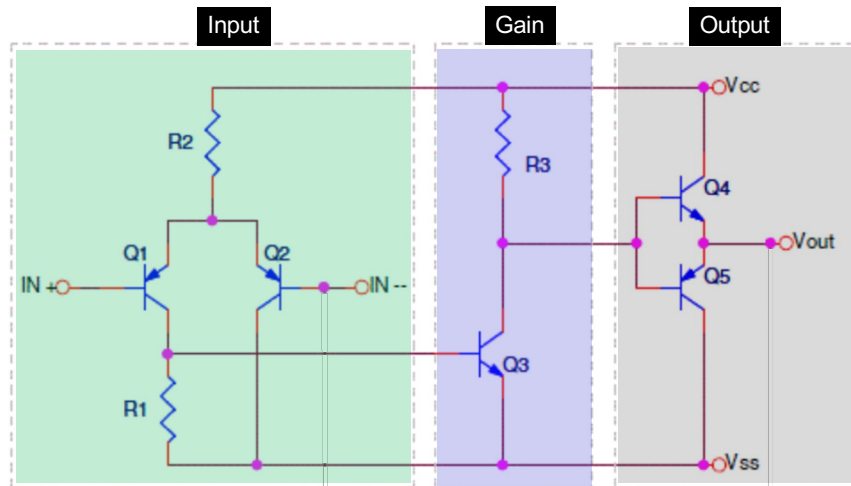 Input
Gain
Output
Vcc
R2
R3
Q4
Q1
Q2
Vout
Q5
IN +
IN --
Q3
R1
Vss